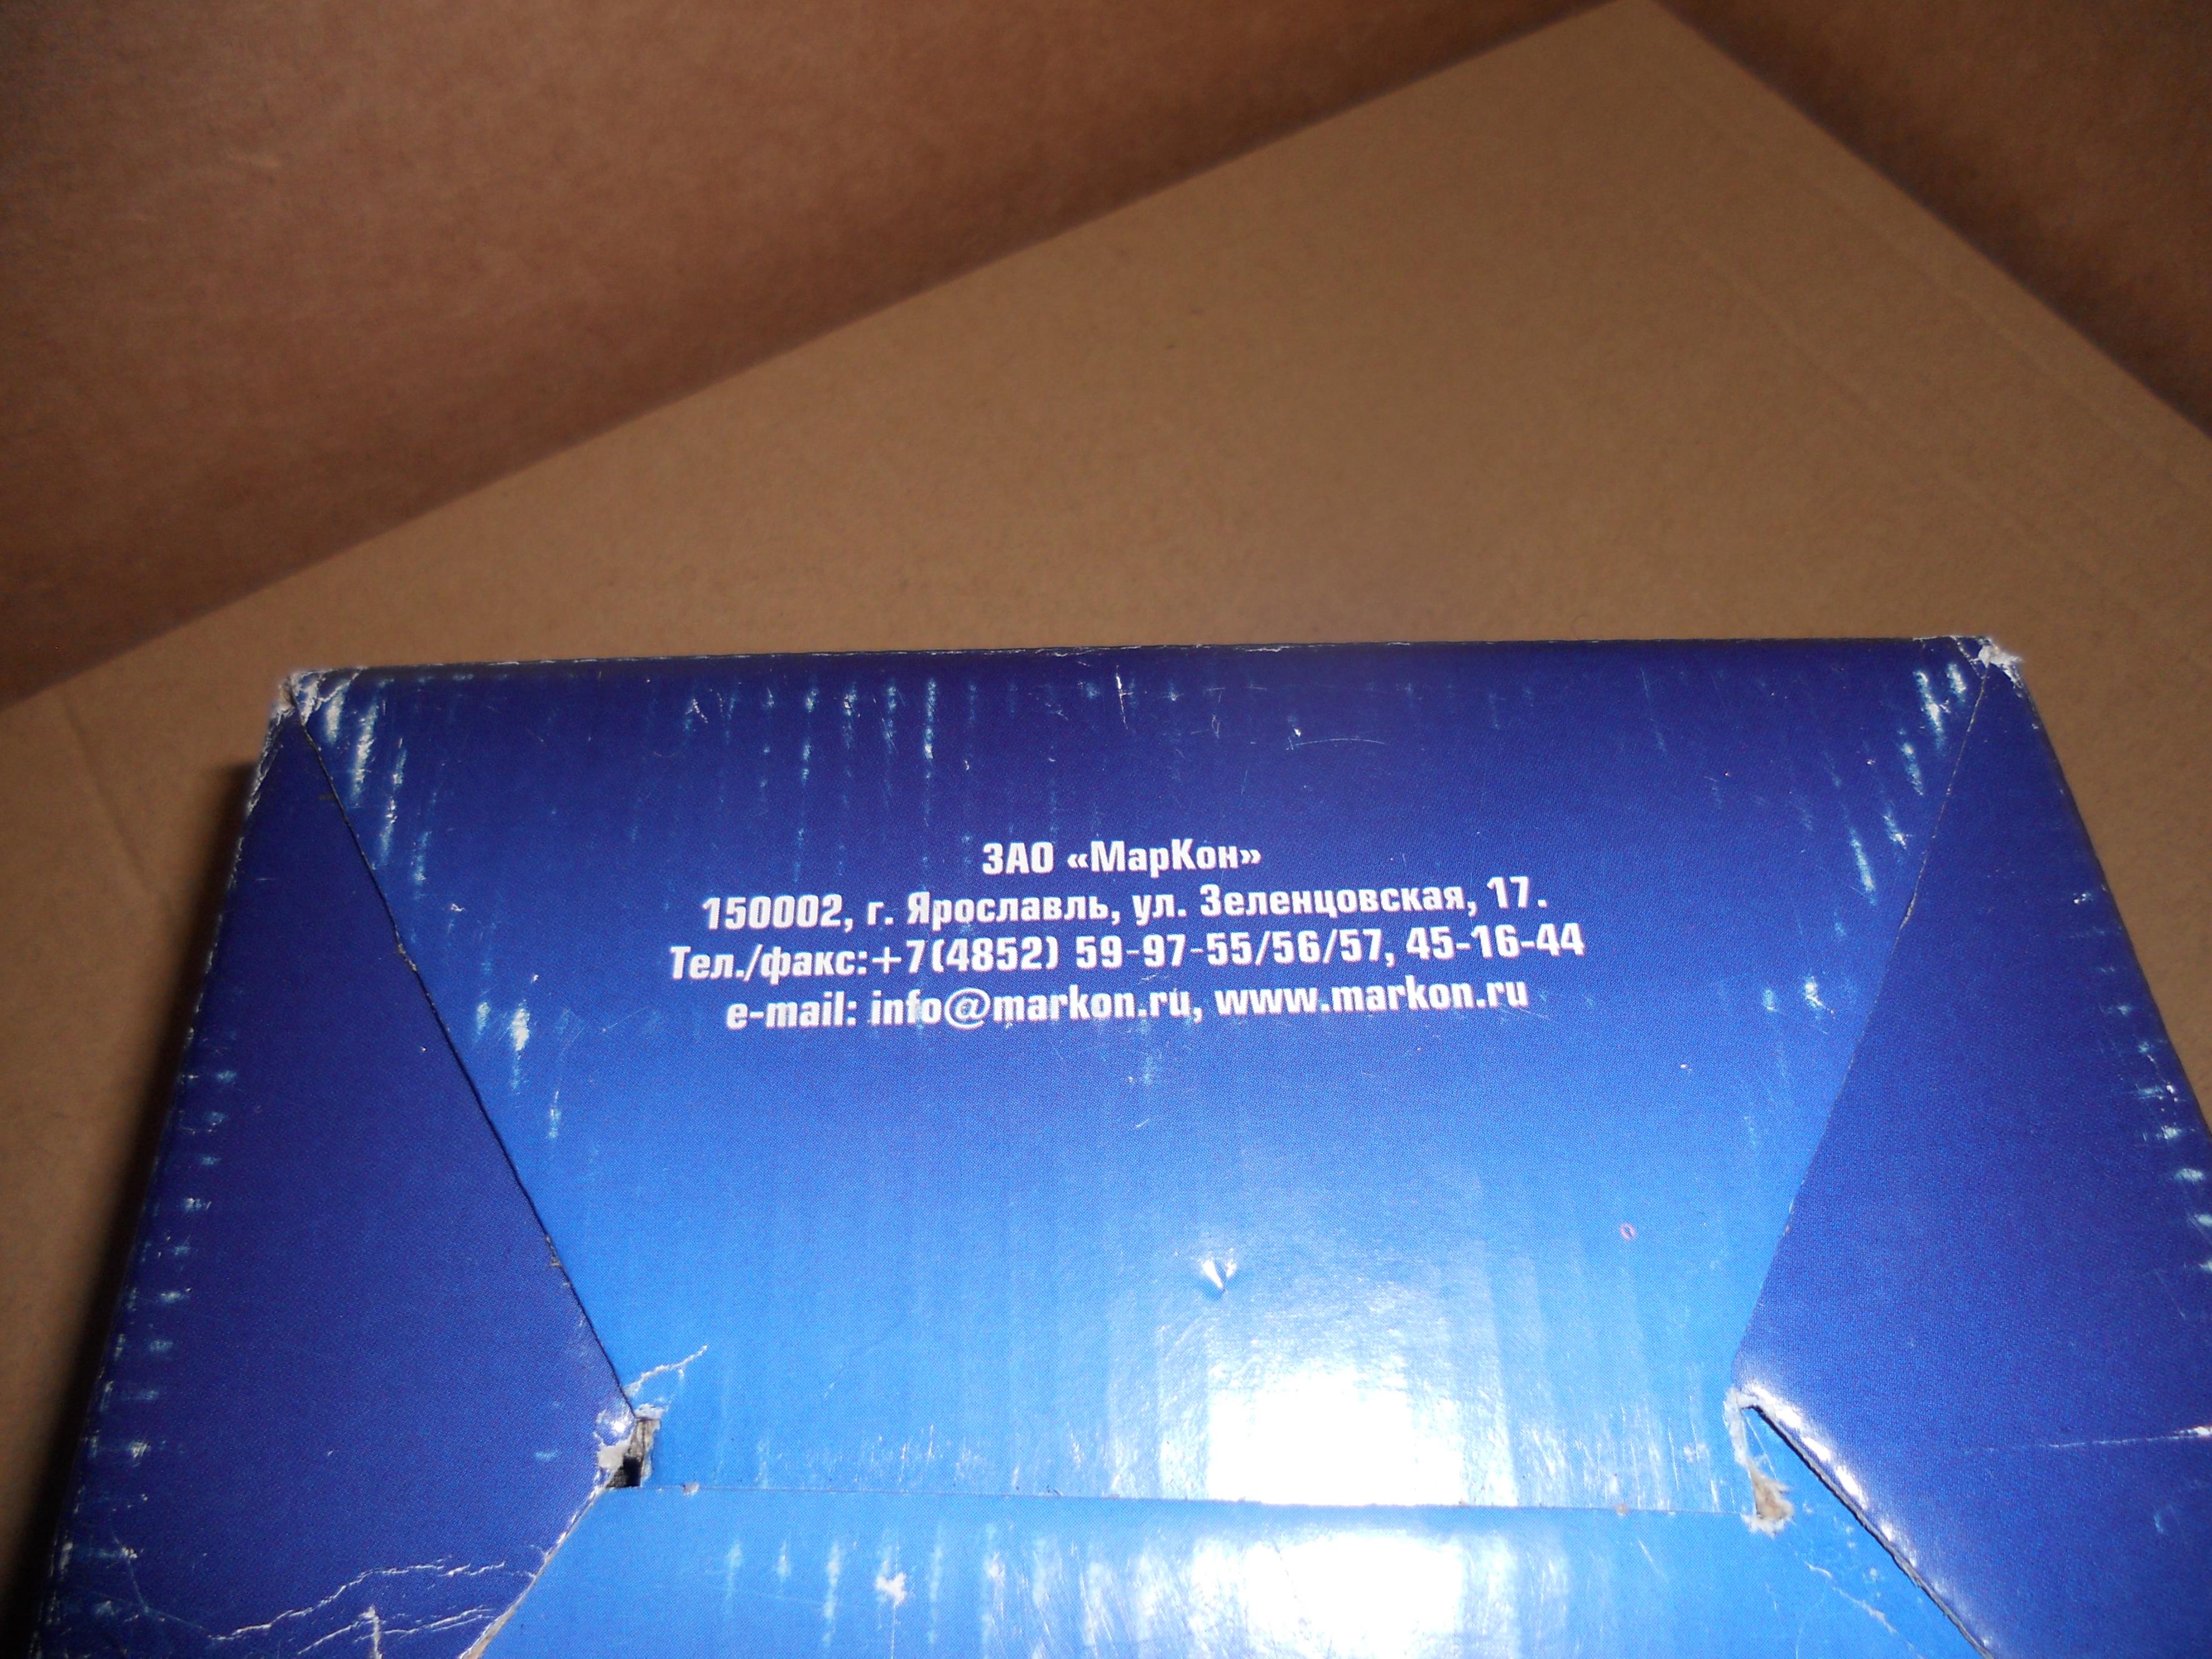 ЗАО «МарКон»
150002, г. Ярославль, ул. Зеленцовская, 17.
Тел./факс:+7(4852) 59-97-55/56/57, 45-16-44
e-mail: info@markon.ru, www.markon.ru